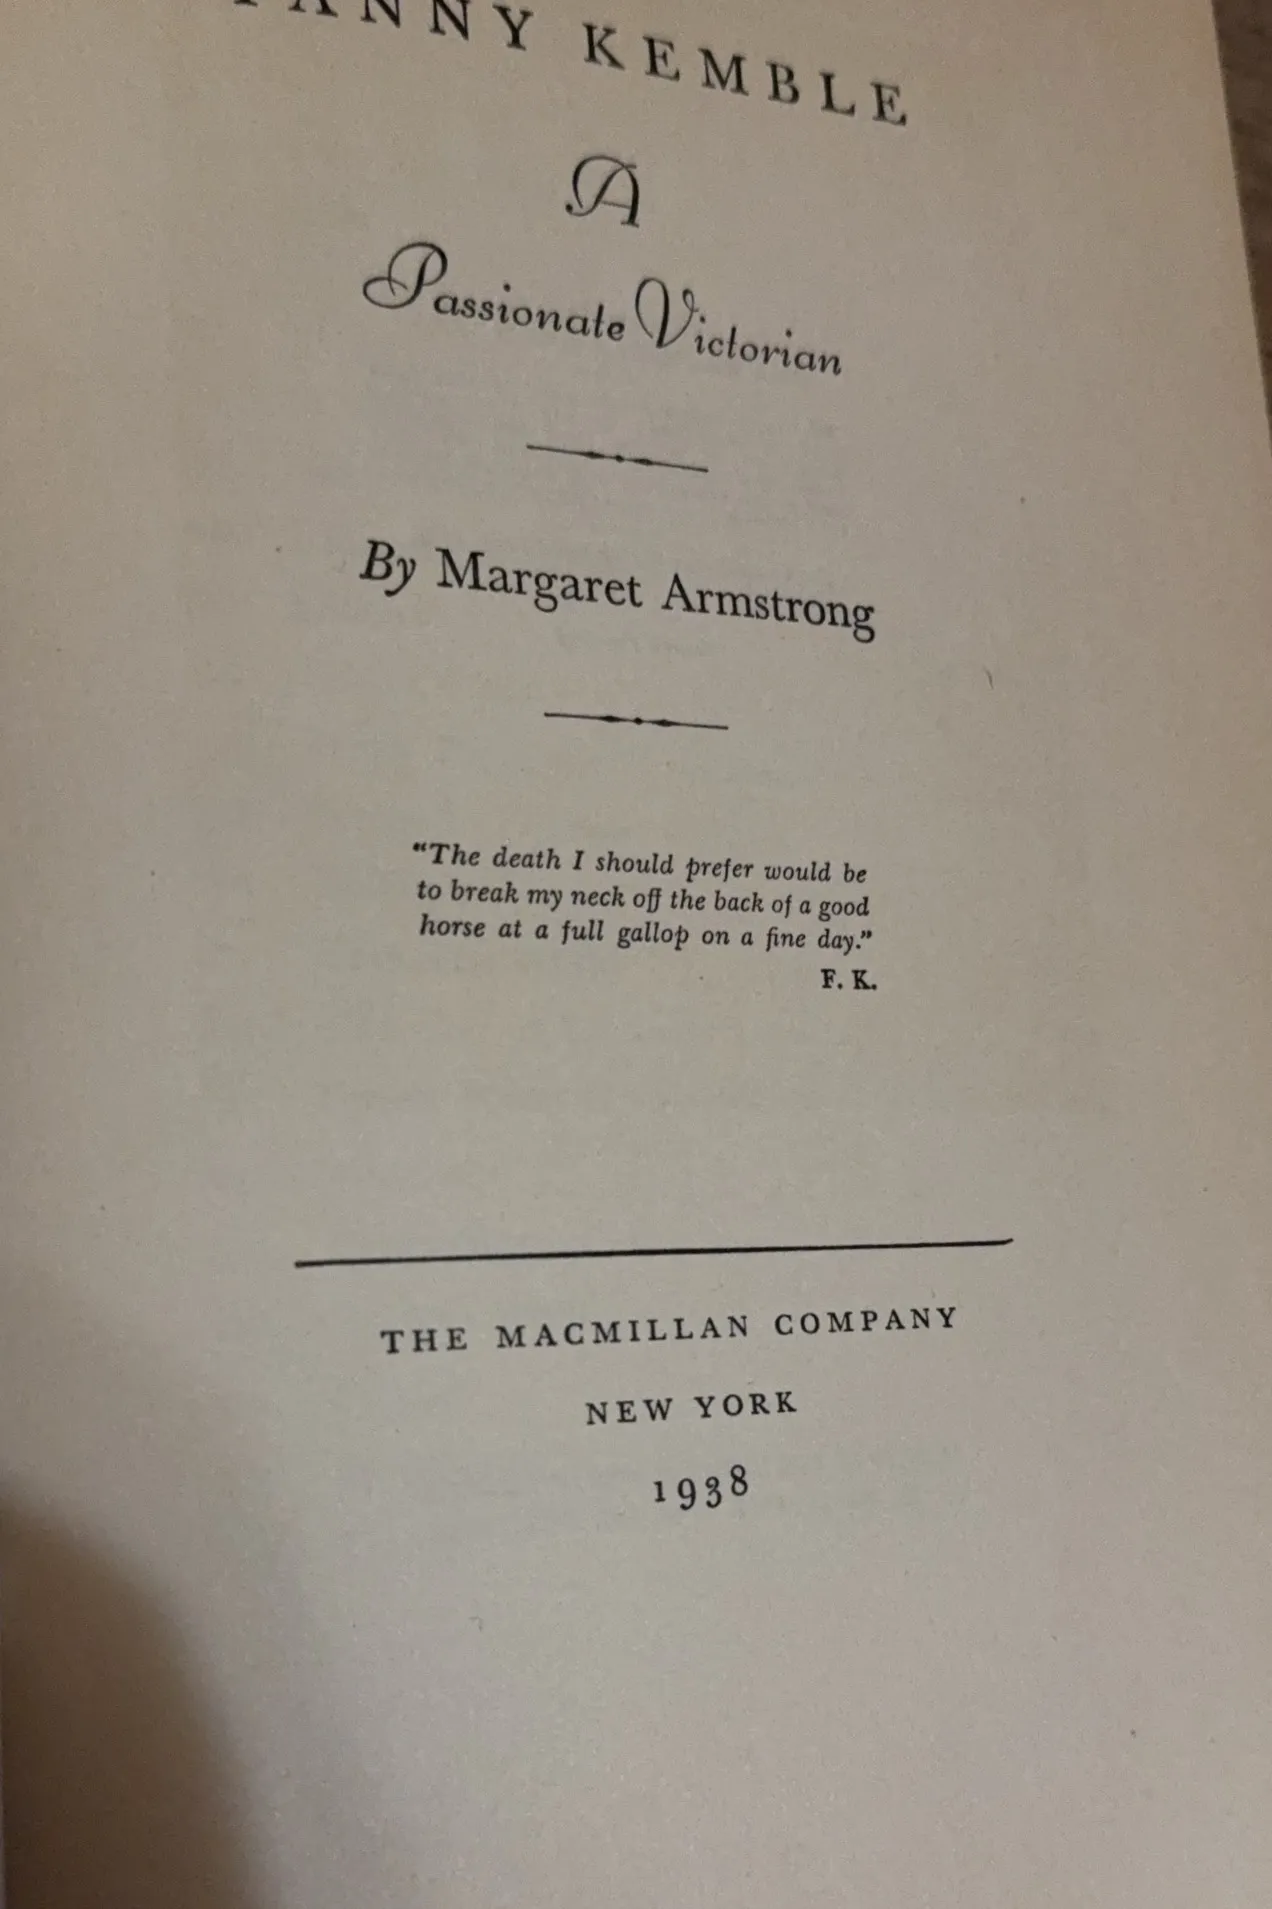 FANNY KEMBLE
A
Passionate Victorian
By Margaret Armstrong
"The death I should prefer would be
to break my neck off the back of a good
horse at a full gallop on a fine day."
F. K.
THE MACMILLAN COMPANY
NEW YORK
1938